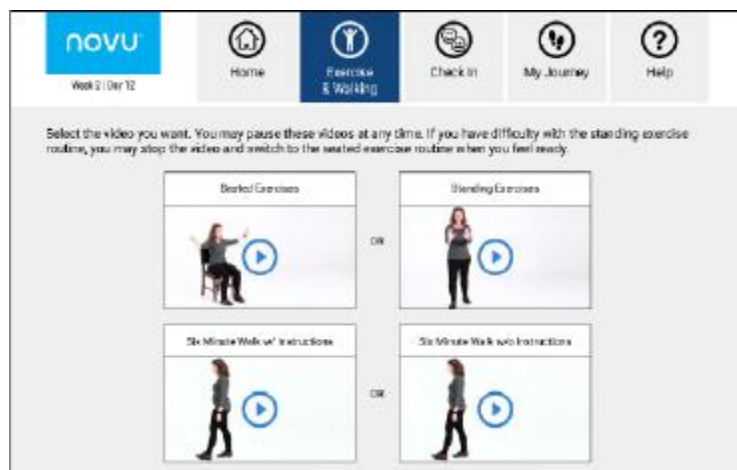 novu
Week 2 | Day 12
Home
Exercise
& Walking
Check In
My Journey
Help
Select the video you want. You may pause these videos at any time. If you have difficulty with the standing exercise
routine, you may stop the video and switch to the seated exercise routine when you feel ready.
Seated Exercises
OR
Standing Exercises
Six Minute Walk w/ Instructions
OR
Six Minute Walk w/o Instructions